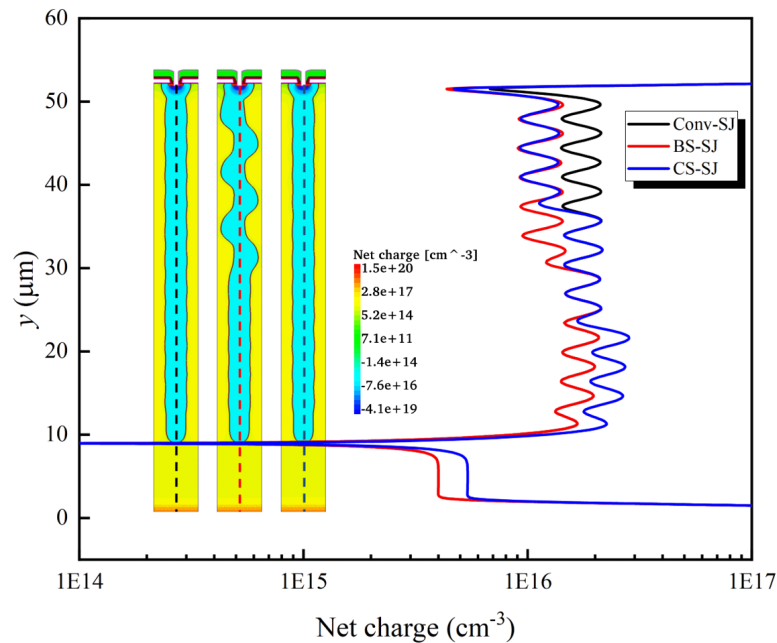 60
50
40
30
20
10
0
y (μm)
Conv-SJ
BS-SJ
CS-SJ
Net charge [cm^-3]
1.5e+20
2.8e+17
5.2e+14
7.1e+11
-1.4e+14
-7.6e+16
-4.1e+19
1E14 1E15 1E16 1E17
Net charge (cm⁻³)